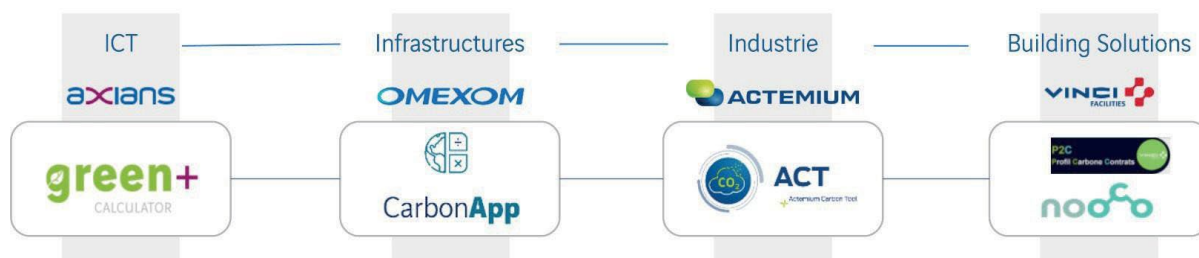 ICT
Infrastructures
Industrie
Building Solutions
axians
OMEXOM
ACTEMIUM
VINCI
FACILITIES
green+
CALCULATOR
÷
×
CarbonApp
CO₂
ACT
Actemium Carbon Tool
P2C
Profil Carbone Contrats
nooco